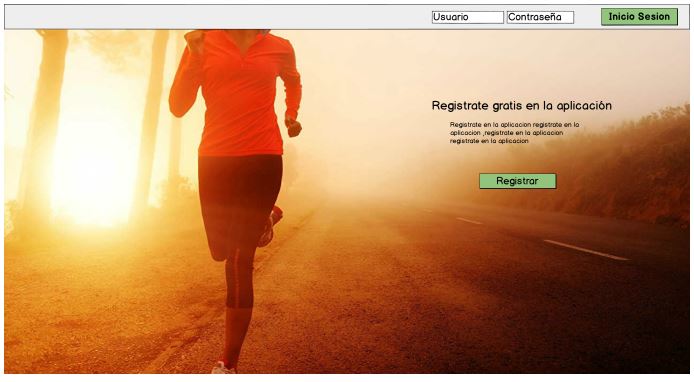 Usuario
Contraseña
Inicio Sesion
Registrate gratis en la aplicación
Registrate en la aplicacion registrate en la
aplicacion ,registrate en la aplicacion
registrate en la aplicacion
Registrar